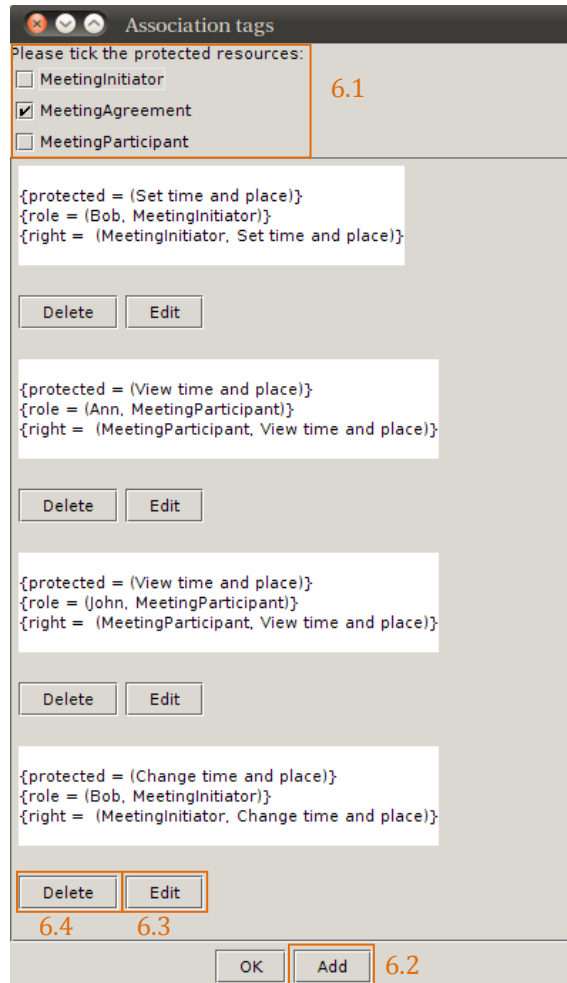 Association tags
Please tick the protected resources:
MeetingInitiator
6.1
MeetingAgreement
MeetingParticipant
{protected = (Set time and place)}
{role = (Bob, MeetingInitiator)}
{right =  (MeetingInitiator, Set time and place)}
Delete Edit
{protected = (View time and place)}
{role = (Ann, MeetingParticipant)}
{right =  (MeetingParticipant, View time and place)}
Delete Edit
{protected = (View time and place)}
{role = (John, MeetingParticipant)}
{right =  (MeetingParticipant, View time and place)}
Delete Edit
{protected = (Change time and place)}
{role = (Bob, MeetingInitiator)}
{right =  (MeetingInitiator, Change time and place)}
Delete Edit
6.4 6.3
OK Add 6.2